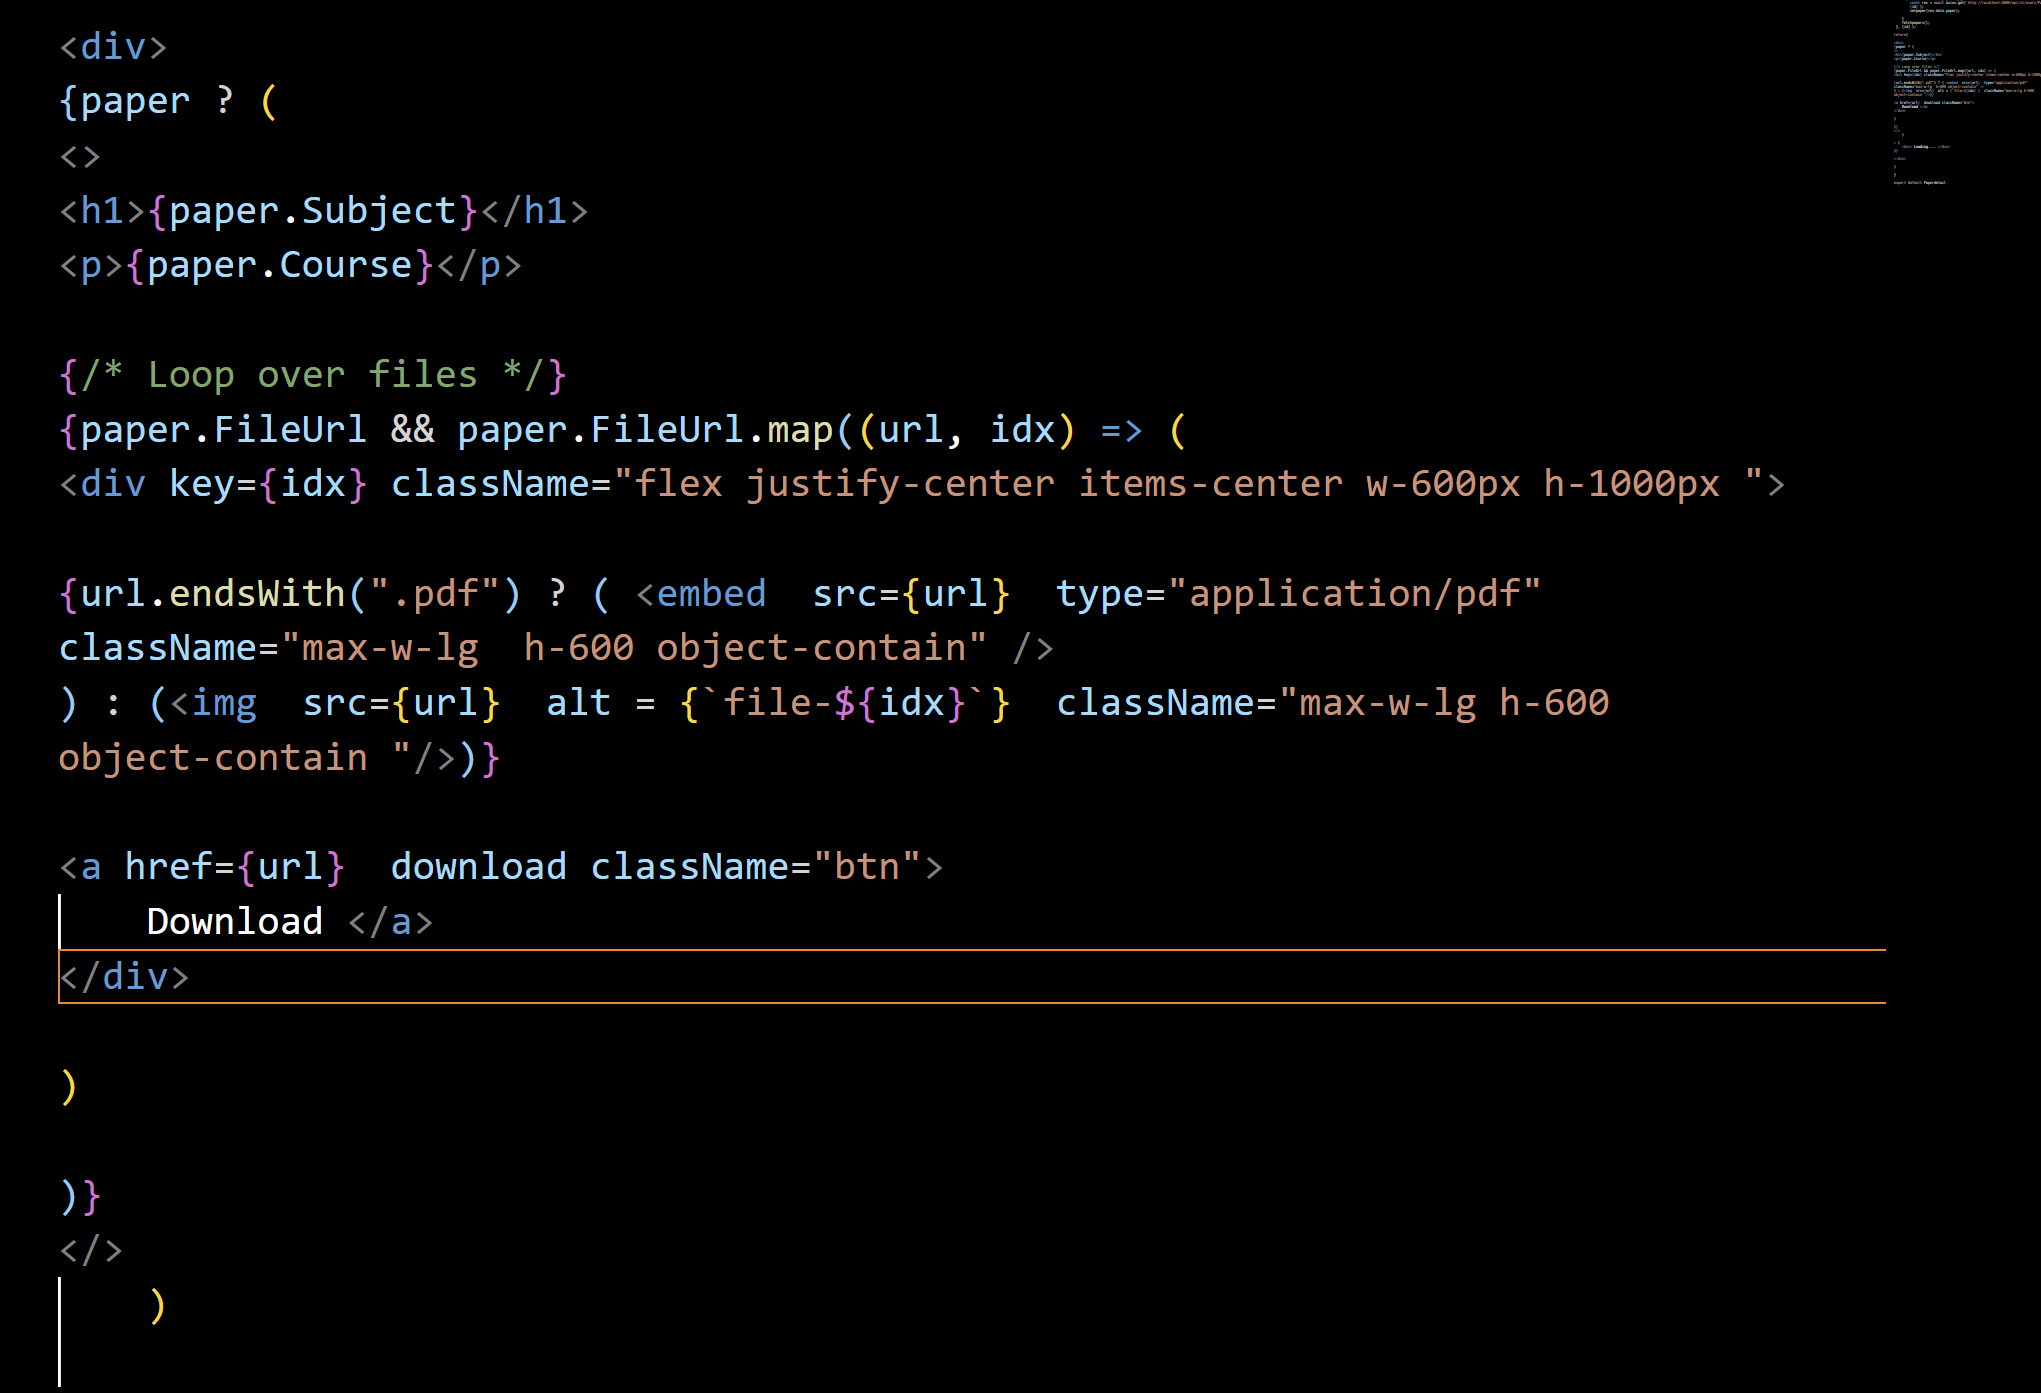 <div>
{paper ? (
<>
<h1>{paper.Subject}</h1>
<p>{paper.Course}</p>
{/* Loop over files */}
{paper.FileUrl && paper.FileUrl.map((url, idx) => (
<div key={idx} className="flex justify-center items-center w-600px h-1000px ">
{url.endsWith(".pdf") ? ( <embed  src={url}  type="application/pdf"
className="max-w-lg  h-600 object-contain" />
) : (<img  src={url}  alt = {`file-${idx}`}  className="max-w-lg h-600
object-contain "/>)}
<a href={url}  download className="btn">
    Download </a>
</div>
)
)}
</>
    )